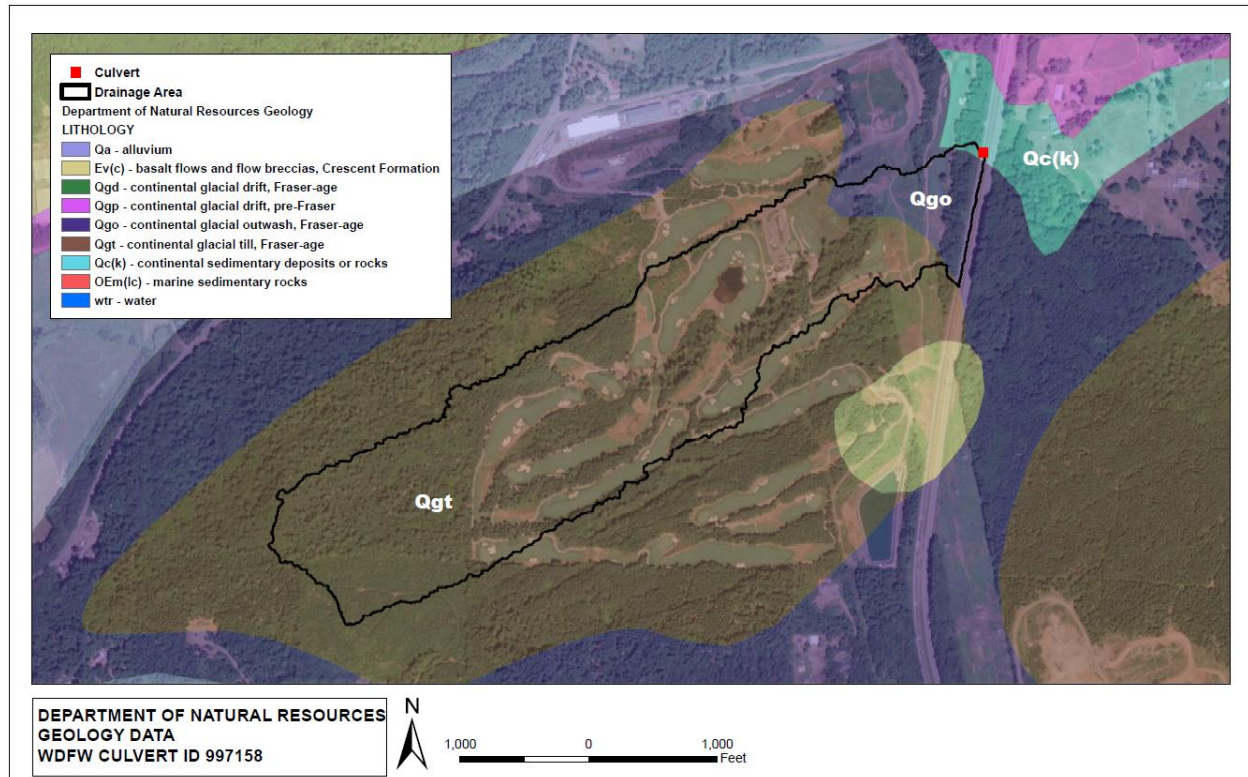 Culvert
Drainage Area
Department of Natural Resources Geology
LITHOLOGY
Qa - alluvium
Ev(c) - basalt flows and flow breccias, Crescent Formation
Qgd - continental glacial drift, Fraser-age
Qgp - continental glacial drift, pre-Fraser
Qgo - continental glacial outwash, Fraser-age
Qgt - continental glacial till, Fraser-age
Qc(k) - continental sedimentary deposits or rocks
OEm(lc) - marine sedimentary rocks
wtr - water
Qc(k)
Qgo
Qgt
DEPARTMENT OF NATURAL RESOURCES
GEOLOGY DATA
WDFW CULVERT ID 997158
N
1,000 0 1,000
Feet